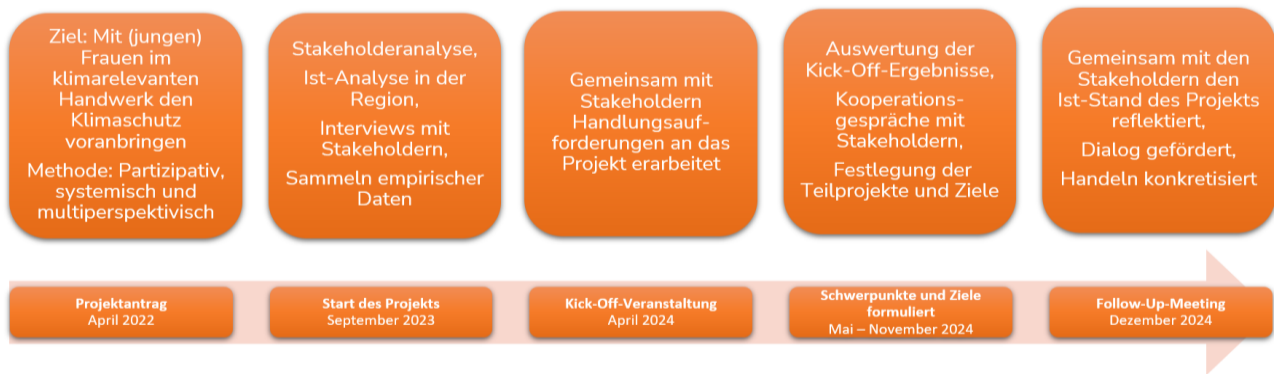 Ziel: Mit (jungen)
Frauen im
klimarelevanten
Handwerk den
Klimaschutz
voranbringen
Methode: Partizipativ,
systemisch und
multiperspektivisch
Stakeholderanalyse,
Ist-Analyse in der
Region,
Interviews mit
Stakeholdern,
Sammeln empirischer
Daten
Gemeinsam mit
Stakeholdern
Handlungsauf-
forderungen an das
Projekt erarbeitet
Auswertung der
Kick-Off-Ergebnisse,
Kooperations-
gespräche mit
Stakeholdern,
Festlegung der
Teilprojekte und Ziele
Gemeinsam mit den
Stakeholdern den
Ist-Stand des Projekts
reflektiert,
Dialog gefördert,
Handeln konkretisiert
Projektantrag
April 2022
Start des Projekts
September 2023
Kick-Off-Veranstaltung
April 2024
Schwerpunkte und Ziele
formuliert
Mai – November 2024
Follow-Up-Meeting
Dezember 2024